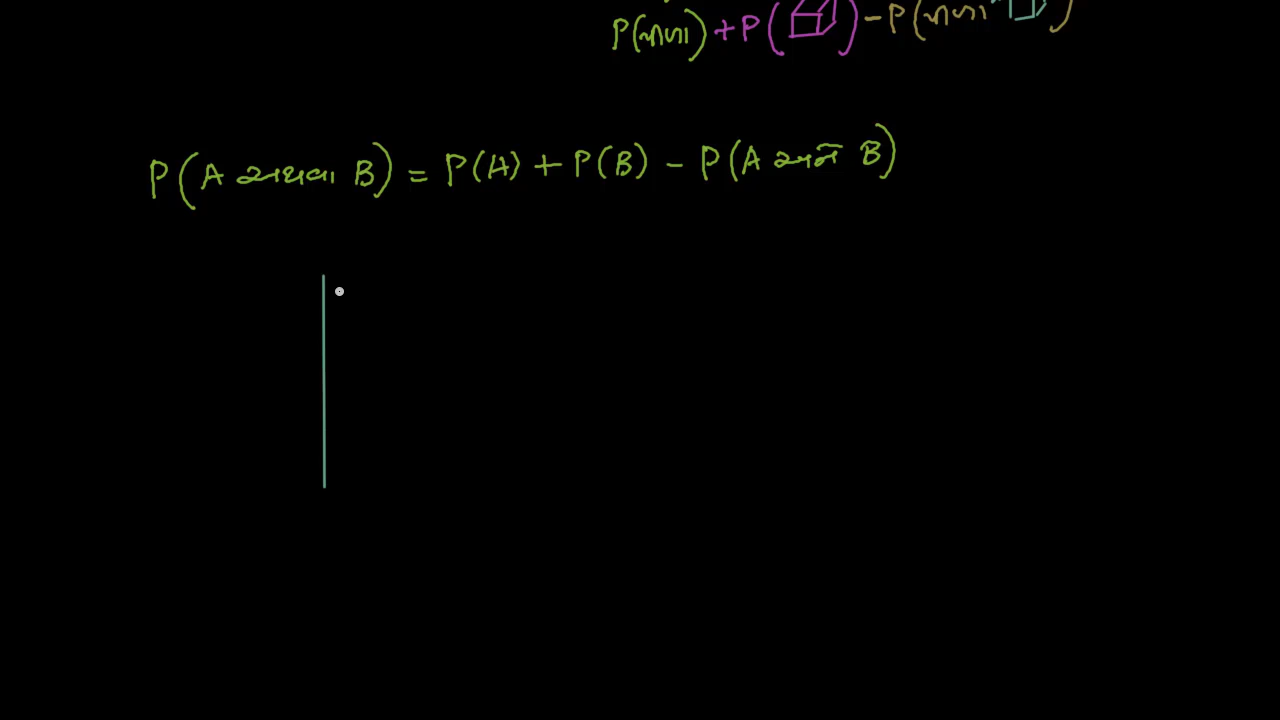 P(પીળો) + P( ) - P(પીળો )
P(A અથવા B) = P(A) + P(B) - P(A અને B)